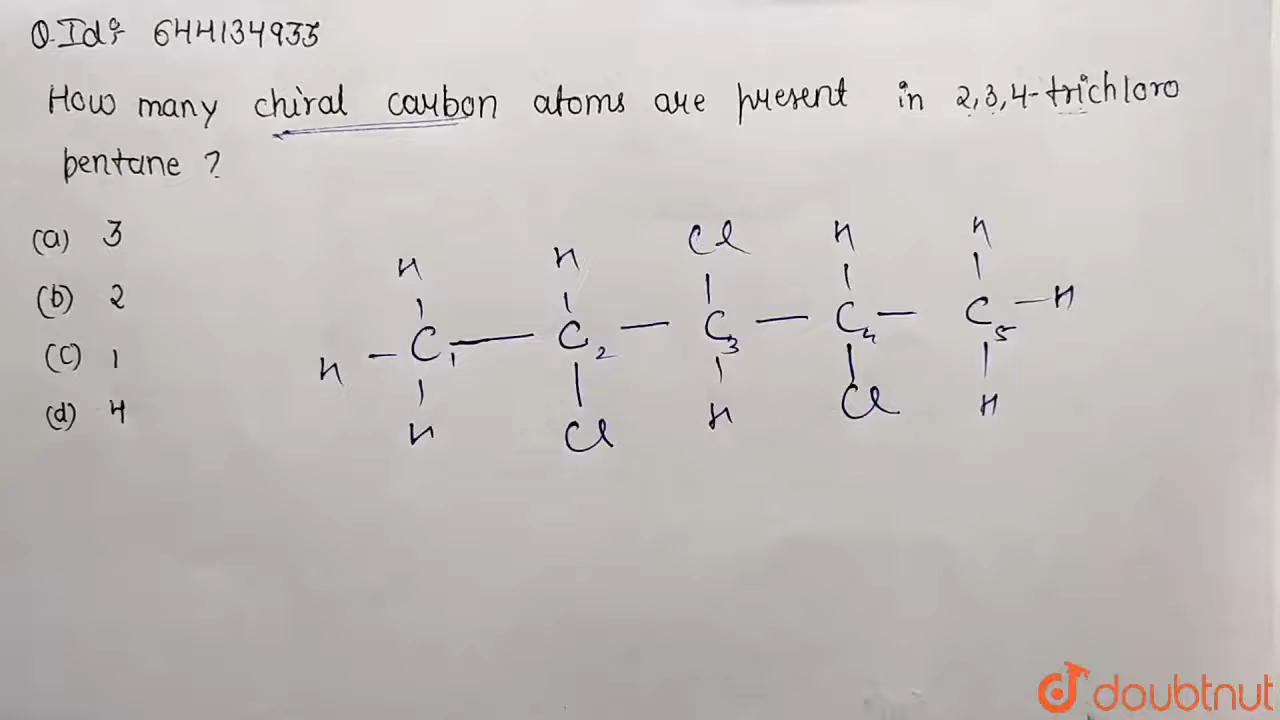 Q.Id:- 644134933
How many chiral carbon atoms are present in 2,3,4-trichloro
pentane ?
(a) 3
(b) 2
(c) 1
(d) 4
H H Cl H H
H - C1 - C2 - C3 - C4 - C5 - H
H Cl H Cl H
doubtnut